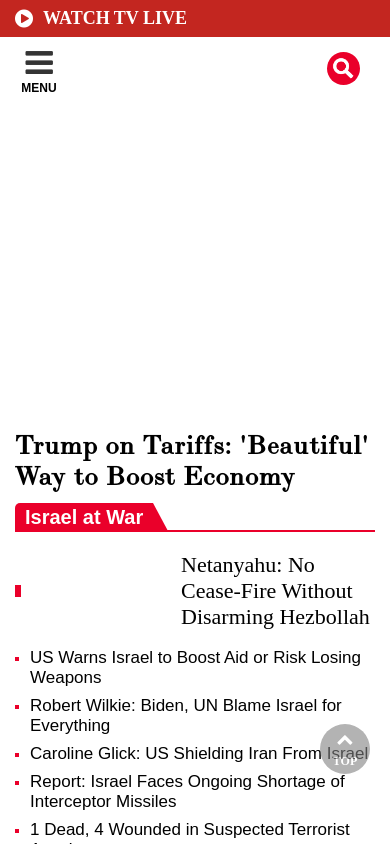 WATCH TV LIVE
MENU
Trump on Tariffs: 'Beautiful'
Way to Boost Economy
Israel at War
Netanyahu: No
Cease-Fire Without
Disarming Hezbollah
US Warns Israel to Boost Aid or Risk Losing
Weapons
Robert Wilkie: Biden, UN Blame Israel for
Everything
Caroline Glick: US Shielding Iran From Israel
TOP
Report: Israel Faces Ongoing Shortage of
Interceptor Missiles
1 Dead, 4 Wounded in Suspected Terrorist